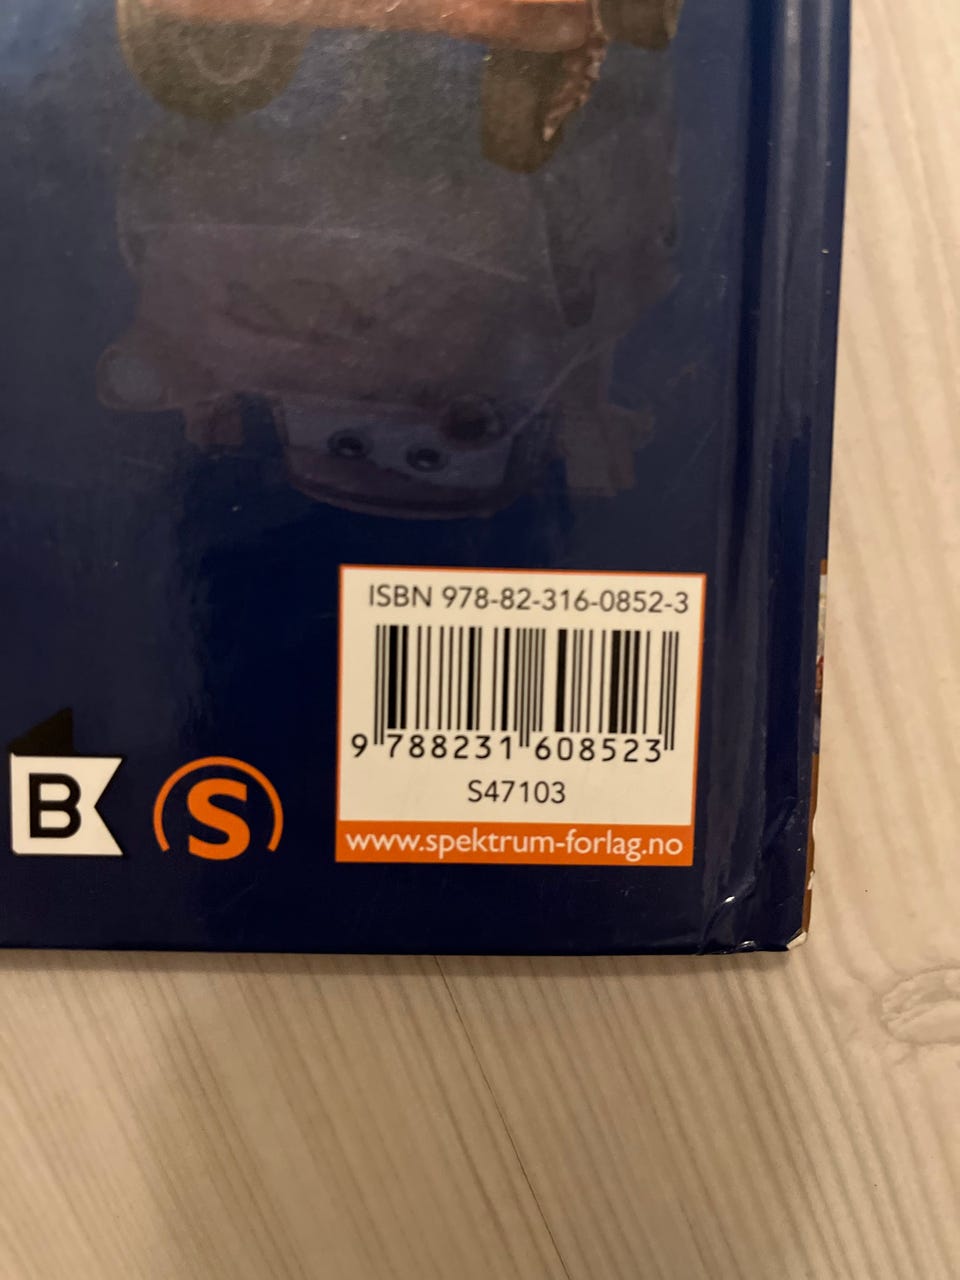 ISBN 978-82-316-0852-3
9 788231 608523
S47103
www.spektrum-forlag.no
B
S